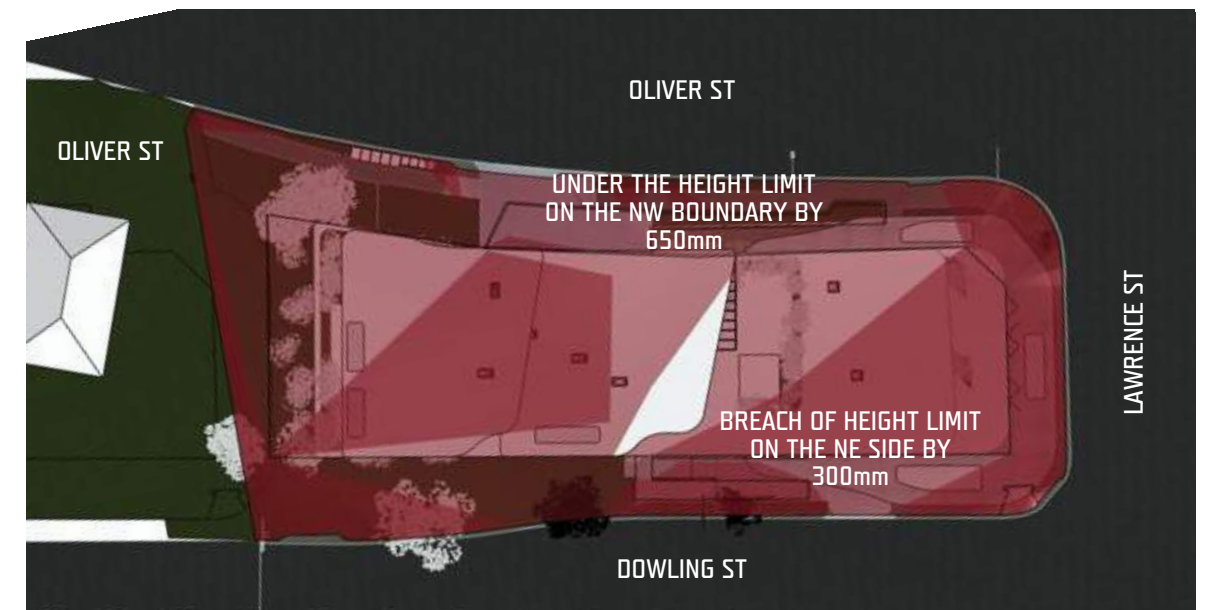 OLIVER ST
OLIVER ST
UNDER THE HEIGHT LIMIT
ON THE NW BOUNDARY BY
650mm
LAWRENCE ST
BREACH OF HEIGHT LIMIT
ON THE NE SIDE BY
300mm
DOWLING ST